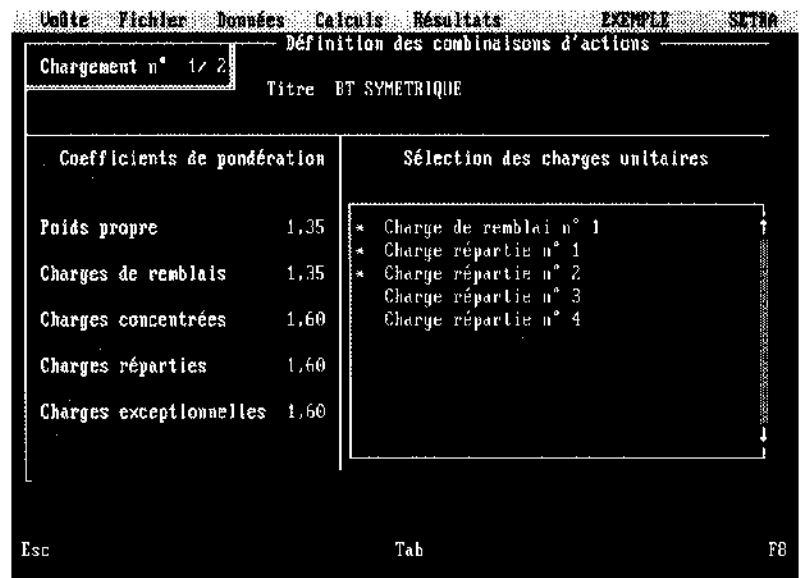 Voûte Fichier Données Calculs Résultats EXEMPLE SETRA
Définition des combinaisons d'actions
Chargement n° 1/ 2
Titre BT SYMETRIQUE
Coefficients de pondération
Poids propre 1,35
Charges de remblais 1,35
Charges concentrées 1,60
Charges réparties 1,60
Charges exceptionnelles 1,60
Sélection des charges unitaires
* Charge de remblai n° 1
* Charge répartie n° 1
* Charge répartie n° 2
Charge répartie n° 3
Charge répartie n° 4
Esc Tab F8